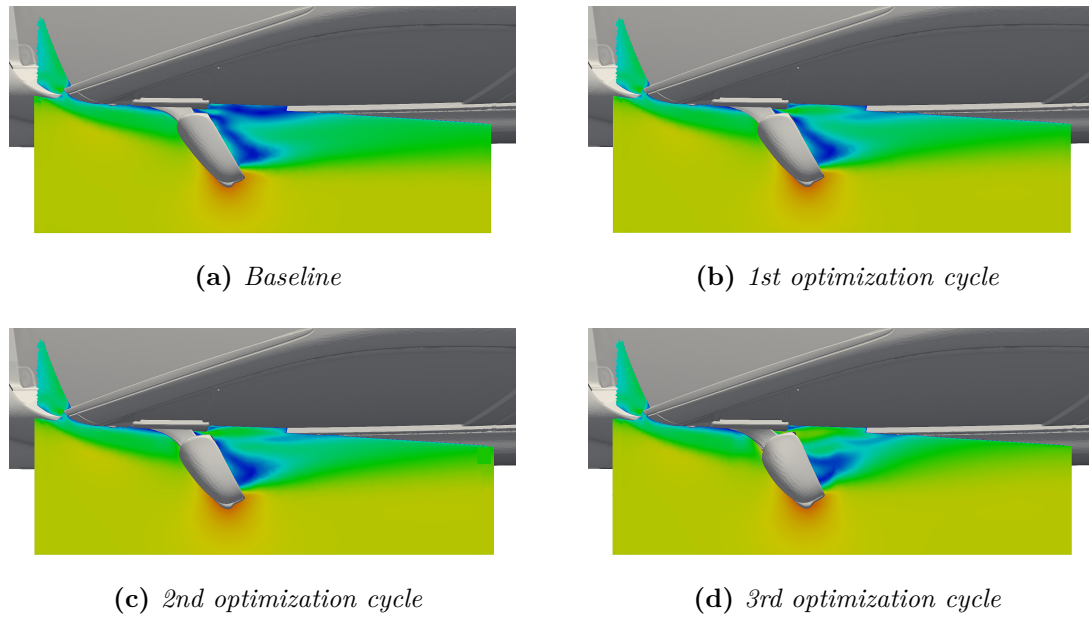 (a) Baseline
(b) 1st optimization cycle
(c) 2nd optimization cycle
(d) 3rd optimization cycle